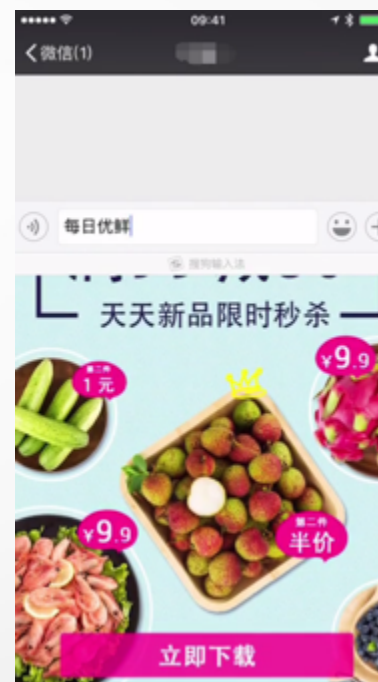 09:41
微信(1)
每日优鲜
搜狗输入法
天天新品限时秒杀
第二件
1元
¥9.9
¥9.9
第二件
半价
立即下载